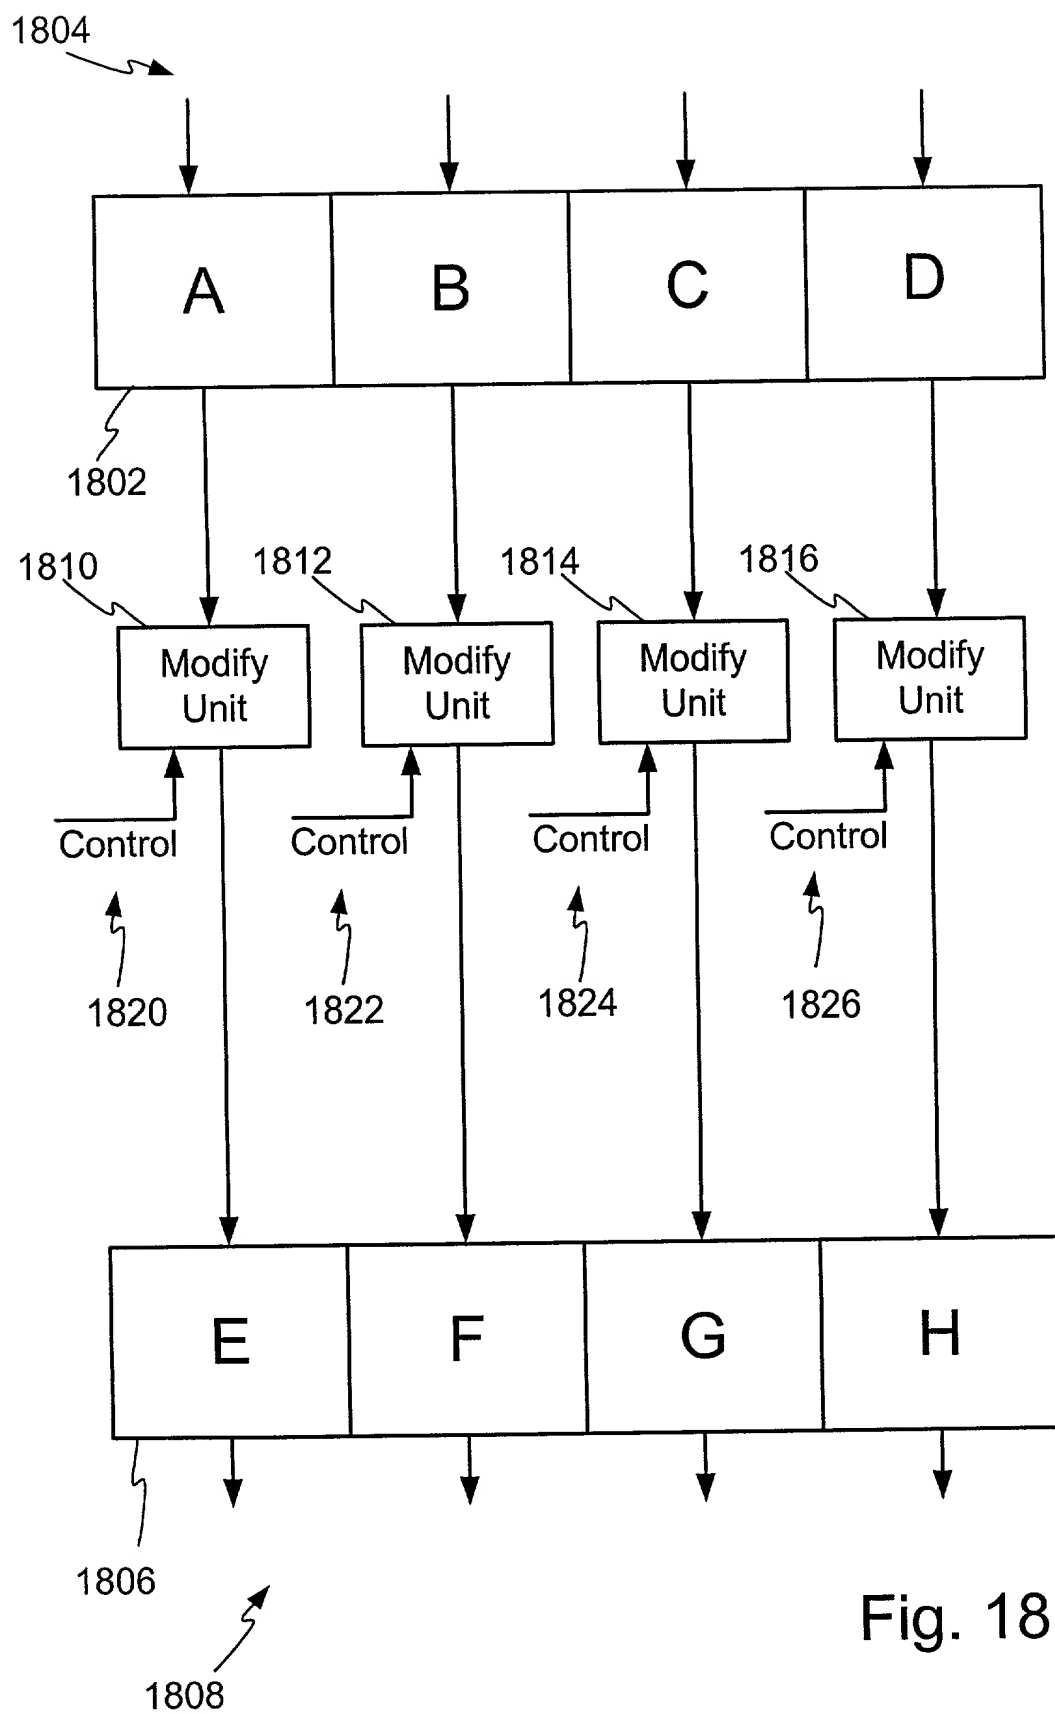 1804
A B C D
1802
1810 1812 1814 1816
Modify Unit
Modify Unit
Modify Unit
Modify Unit
Control Control Control Control
1820 1822 1824 1826
E F G H
1806
Fig. 18
1808